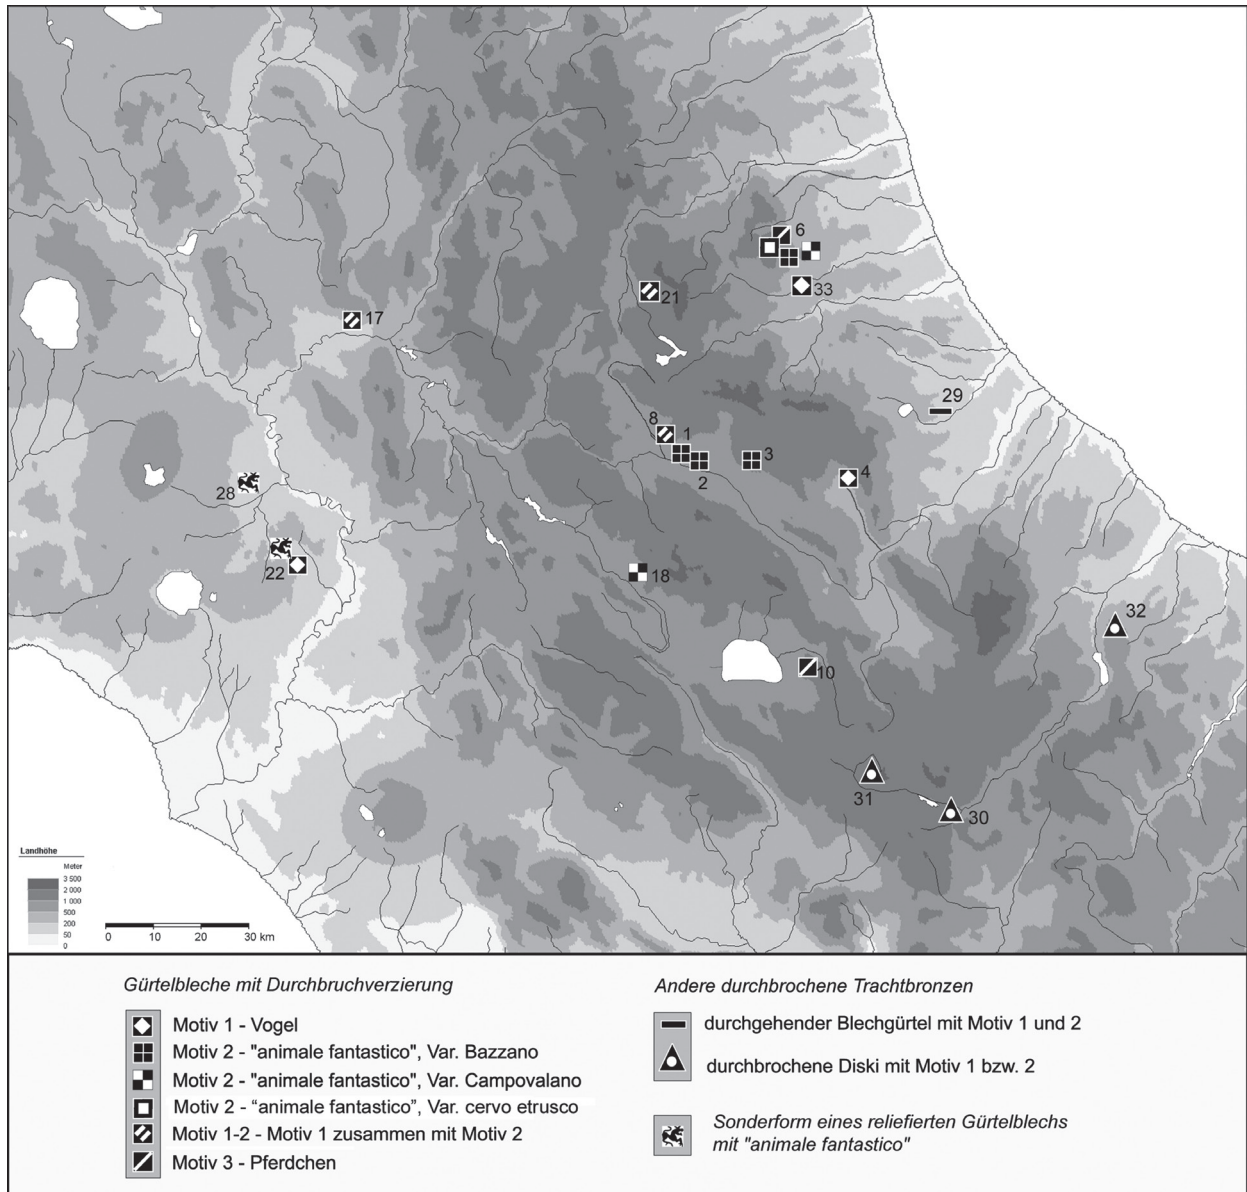 6
33
21
17
29
8
1
2
3
4
28
22
18
32
10
31
30
Landhöhe
Meter
3 500
2 000
1 000
500
200
50
0
0 10 20 30 km
Gürtelbleche mit Durchbruchverzierung
Motiv 1 - Vogel
Motiv 2 - "animale fantastico", Var. Bazzano
Motiv 2 - "animale fantastico", Var. Campovalano
Motiv 2 - “animale fantastico”, Var. cervo etrusco
Motiv 1-2 - Motiv 1 zusammen mit Motiv 2
Motiv 3 - Pferdchen
Andere durchbrochene Trachtbronzen
durchgehender Blechgürtel mit Motiv 1 und 2
durchbrochene Diski mit Motiv 1 bzw. 2
Sonderform eines reliefierten Gürtelblechs
mit "animale fantastico"